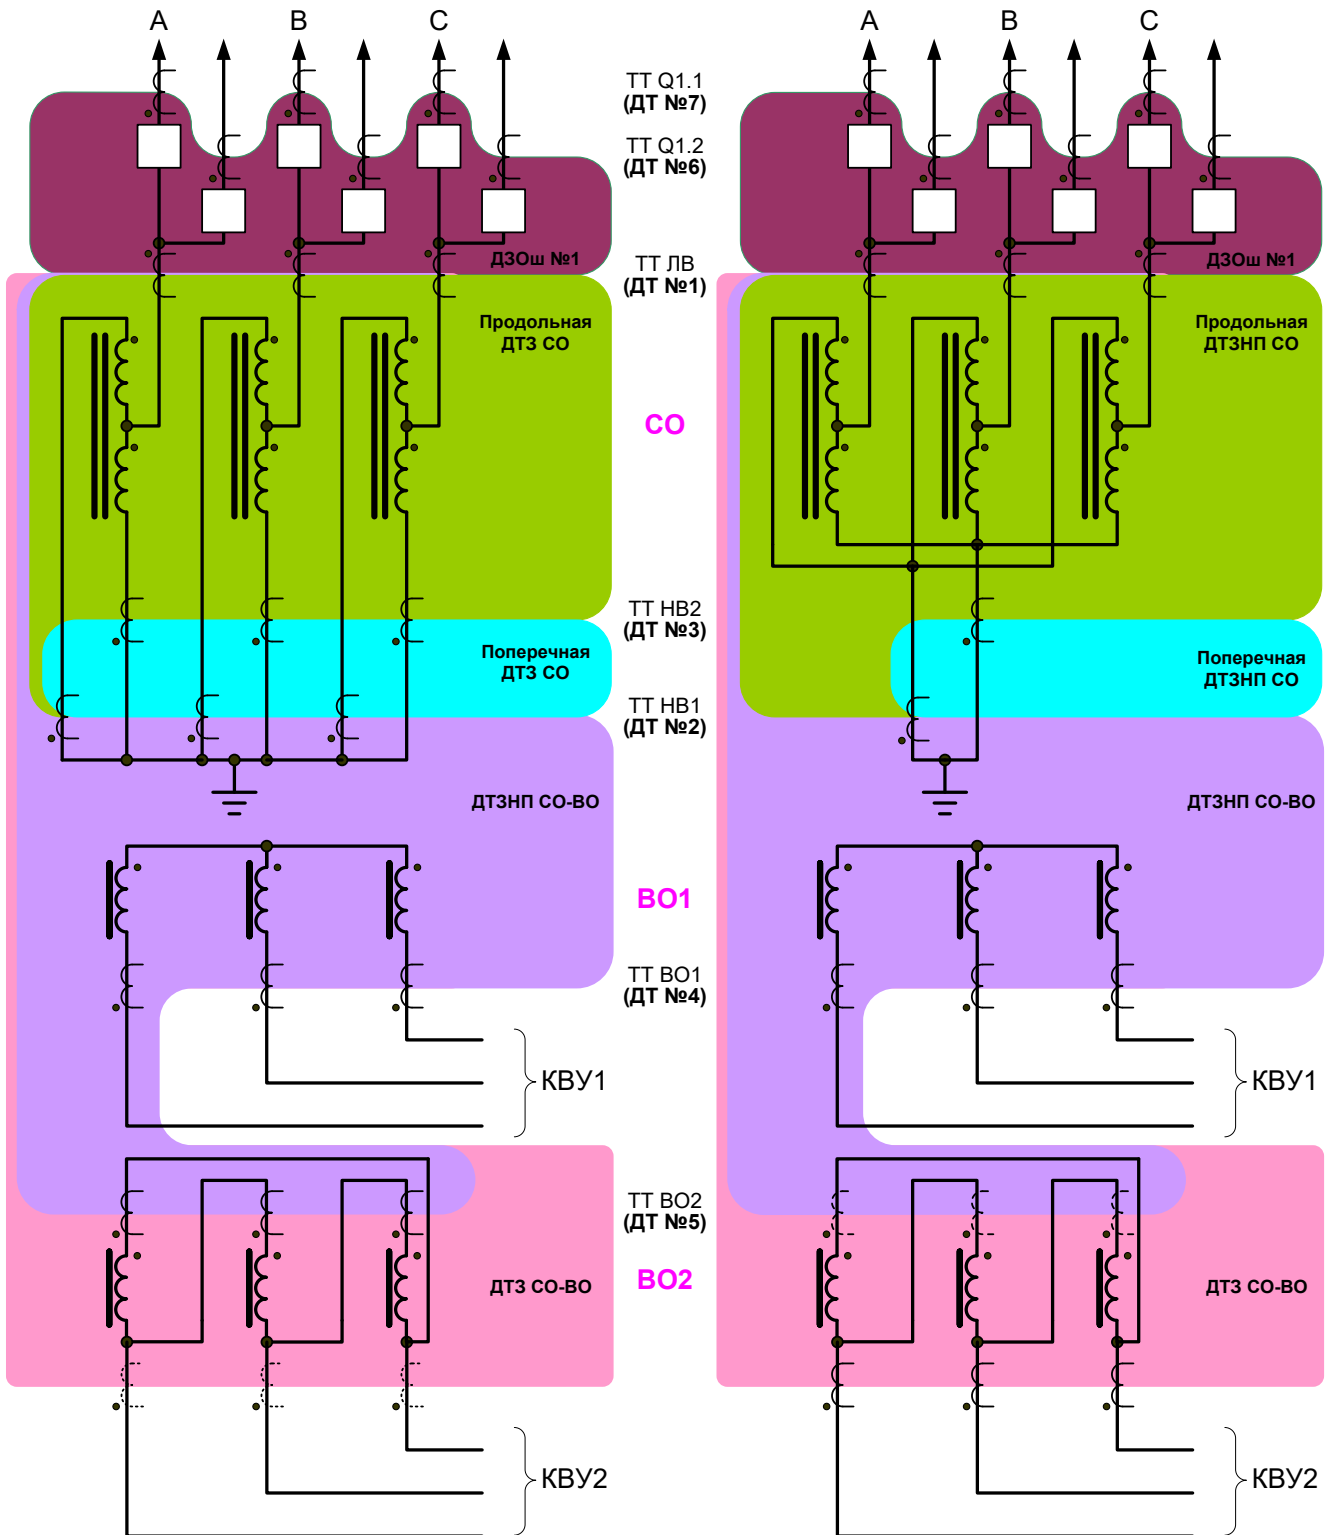 A B C
A B C
ТТ Q1.1
(ДТ №7)
ТТ Q1.2
(ДТ №6)
ДЗОш №1
ТТ ЛВ
(ДТ №1)
ДЗОш №1
Продольная
ДТЗ СО
Продольная
ДТЗНП СО
СО
ТТ НВ2
(ДТ №3)
Поперечная
ДТЗ СО
Поперечная
ДТЗНП СО
ТТ НВ1
(ДТ №2)
ДТЗНП СО-ВО
ДТЗНП СО-ВО
ВО1
ТТ ВО1
(ДТ №4)
КВУ1
КВУ1
ТТ ВО2
(ДТ №5)
ВО2
ДТЗ СО-ВО
ДТЗ СО-ВО
КВУ2
КВУ2